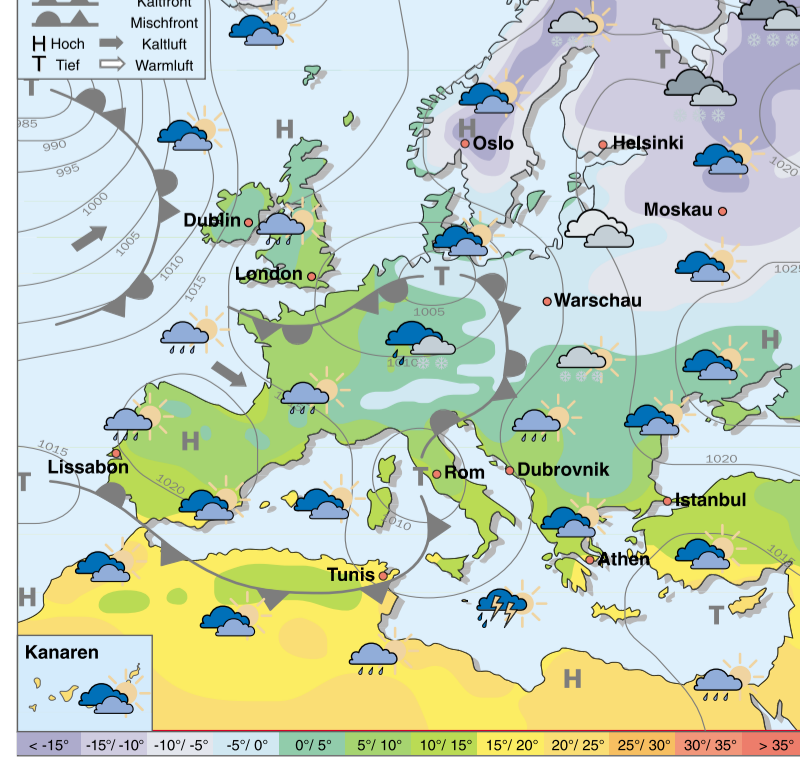 Kaltfront
Mischfront
H Hoch Kaltluft
T Tief Warmluft
1020
T
T
985
990
995
1000
1005
1010
1015
H
H
Oslo
Helsinki
1020
Dublin
Moskau
London
T
1025
Warschau
1005
1010
H
H
1015
Lissabon
1020
T
T
Rom
Dubrovnik
1020
1010
Istanbul
1015
Athen
Tunis
H
T
H
Kanaren
< -15° -15°/ -10° -10°/ -5° -5°/ 0° 0°/ 5° 5°/ 10° 10°/ 15° 15°/ 20° 20°/ 25° 25°/ 30° 30°/ 35° > 35°